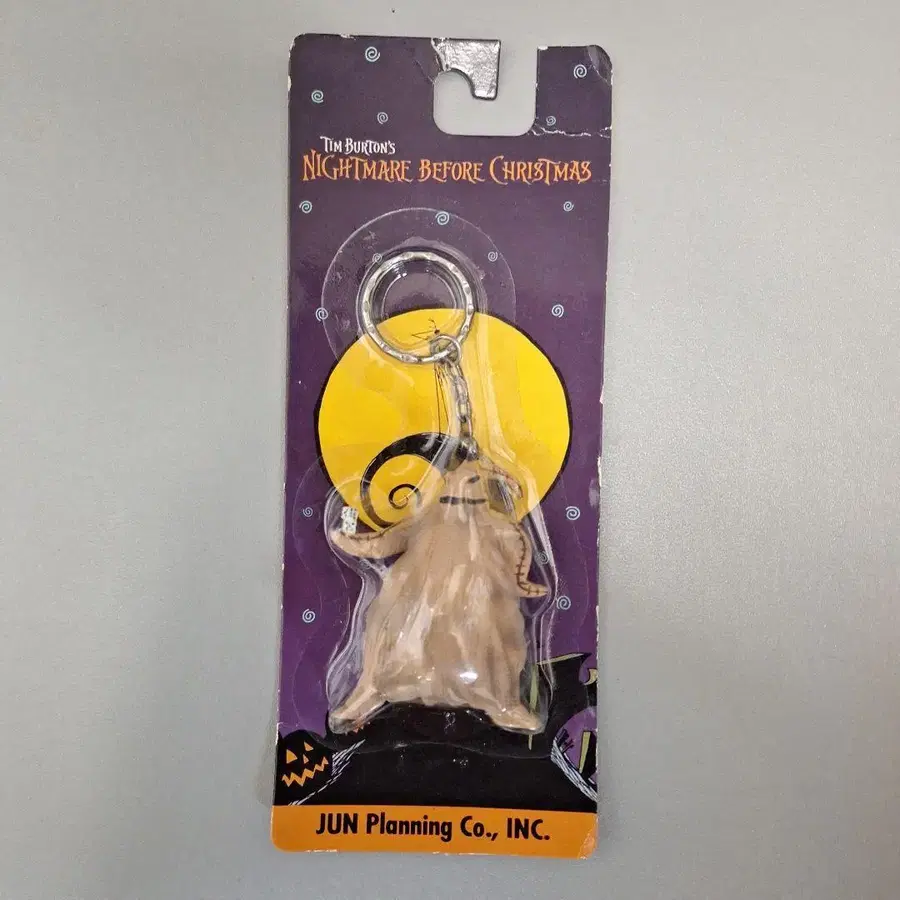 TIM BURTON'S
NIGHTMARE BEFORE CHRISTMAS
JUN Planning Co., INC.